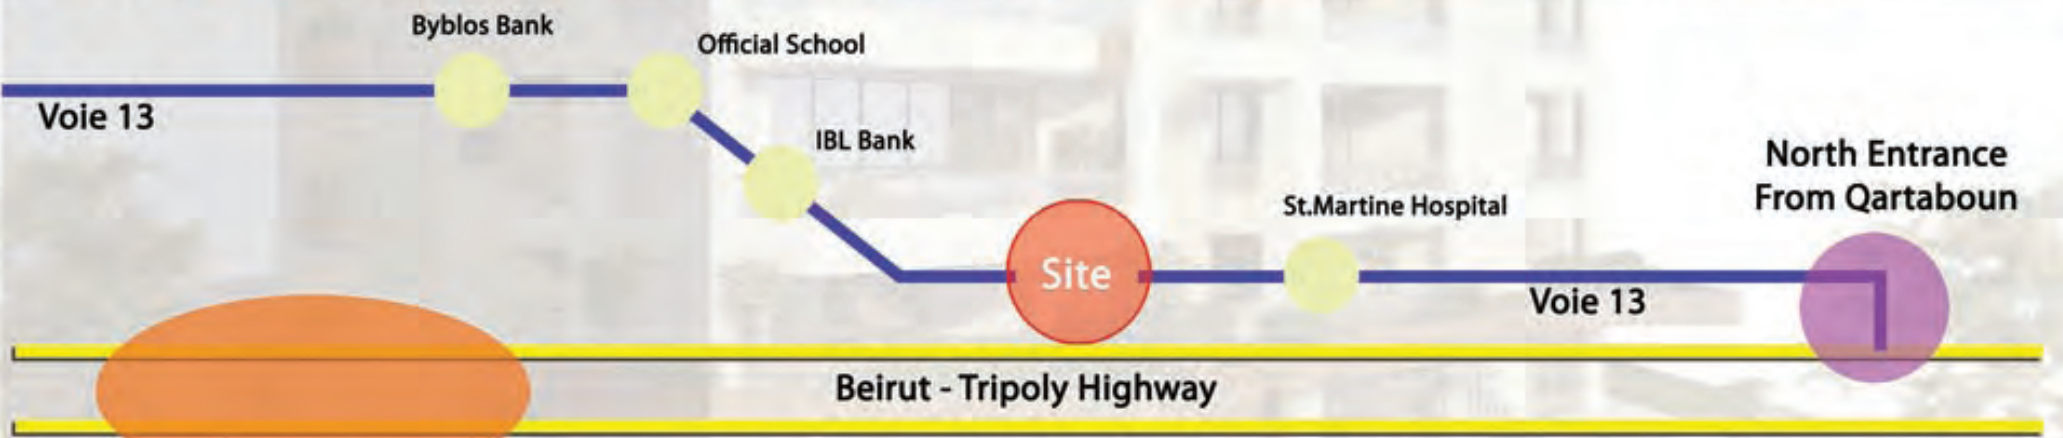 Byblos Bank
Official School
Voie 13
IBL Bank
North Entrance
From Qartaboun
St.Martine Hospital
Site
Voie 13
Beirut - Tripoly Highway